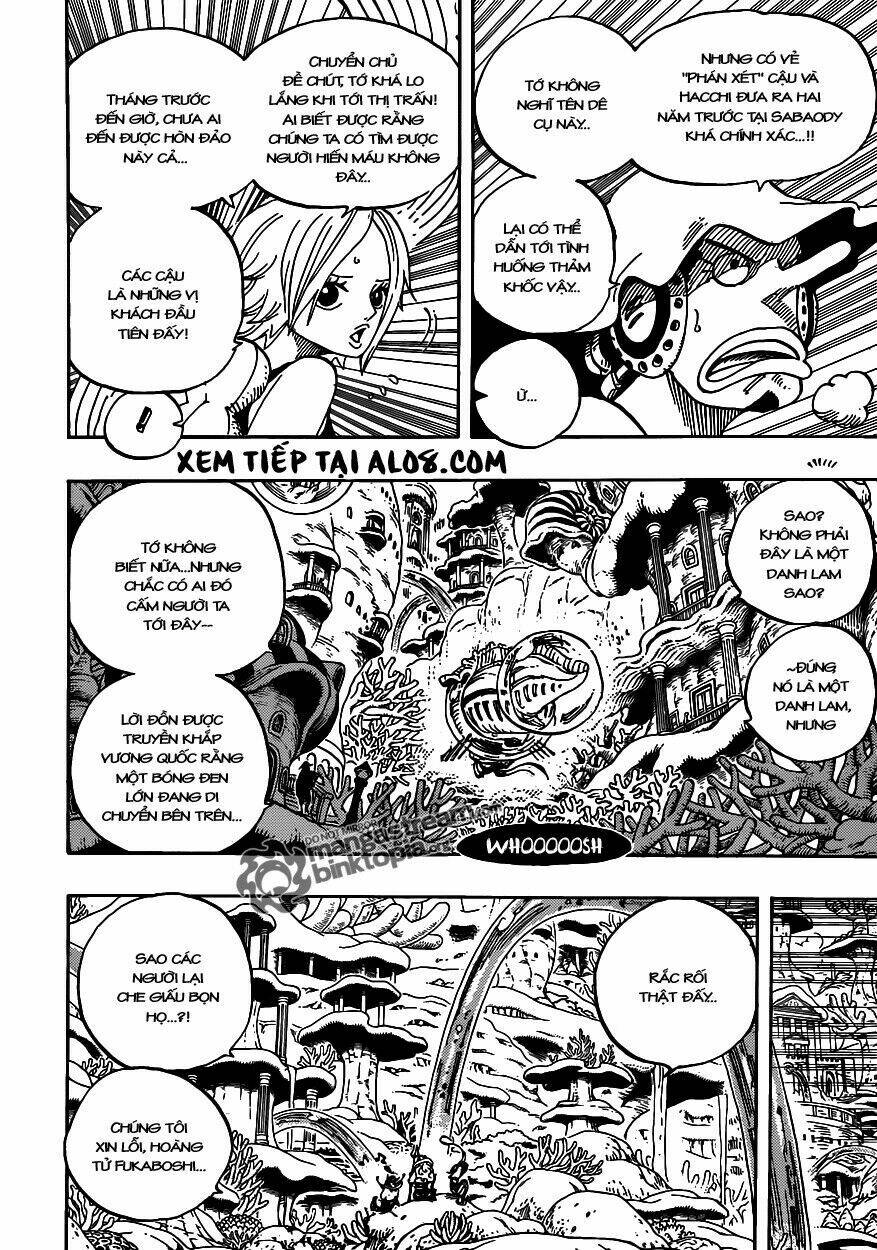 NHƯNG CÓ VẺ
"PHÁN XÉT" CẬU VÀ
HACCHI ĐƯA RA HAI
NĂM TRƯỚC TẠI SABAODY
KHÁ CHÍNH XÁC...!!
TỚ KHÔNG
NGHĨ TÊN DÊ
CỤ NÀY..
LẠI CÓ THỂ
DẪN TỚI TÌNH
HUỐNG THẢM
KHỐC VẬY...
Ừ...
CHUYỂN CHỦ
ĐỀ CHÚT, TỚ KHÁ LO
LẮNG KHI TỚI THỊ TRẤN!
AI BIẾT ĐƯỢC RẰNG
CHÚNG TA CÓ TÌM ĐƯỢC
NGƯỜI HIẾN MÁU KHÔNG
ĐÂY...
THÁNG TRƯỚC
ĐẾN GIỜ, CHƯA AI
ĐẾN ĐƯỢC HÒN ĐẢO
NÀY CẢ...
CÁC CẬU
LÀ NHỮNG VỊ
KHÁCH ĐẦU
TIÊN ĐẤY!
!
XEM TIẾP TẠI A108.COM
SAO?
KHÔNG PHẢI
ĐÂY LÀ MỘT
DANH LAM
SAO?
~ĐÚNG
NÓ LÀ MỘT
DANH LAM,
NHƯNG
TỚ KHÔNG
BIẾT NỮA...NHƯNG
CHẮC CÓ AI ĐÓ
CẤM NGƯỜI TA
TỚI ĐÂY--
LỜI ĐỒN ĐƯỢC
TRUYỀN KHẮP
VƯƠNG QUỐC RẰNG
MỘT BÓNG ĐEN
LỚN ĐANG DI
CHUYỂN BÊN TRÊN...
WHOOOOOSH
mangastream.com
binktopia.org
RẮC RỐI
THẬT ĐẤY..
SAO CÁC
NGƯỜI LẠI
CHE GIẤU BỌN
HỌ...?!
CHÚNG TÔI
XIN LỖI, HOÀNG
TỬ FUKABOSHI...